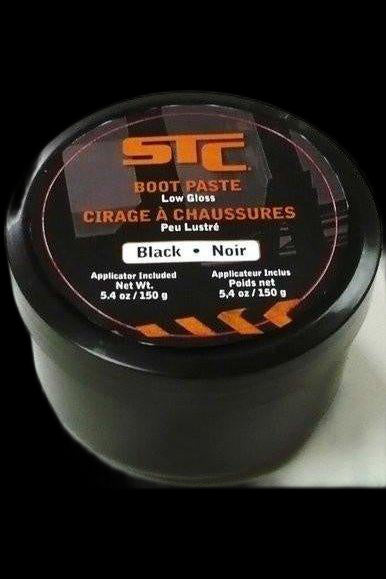 STC
BOOT PASTE
Low Gloss
CIRAGE À CHAUSSURES
Peu Lustré
Black • Noir
Applicator Included
Net Wt.
5.4 oz / 150 g
Applicateur Inclus
Poids net
5,4 oz / 150 g